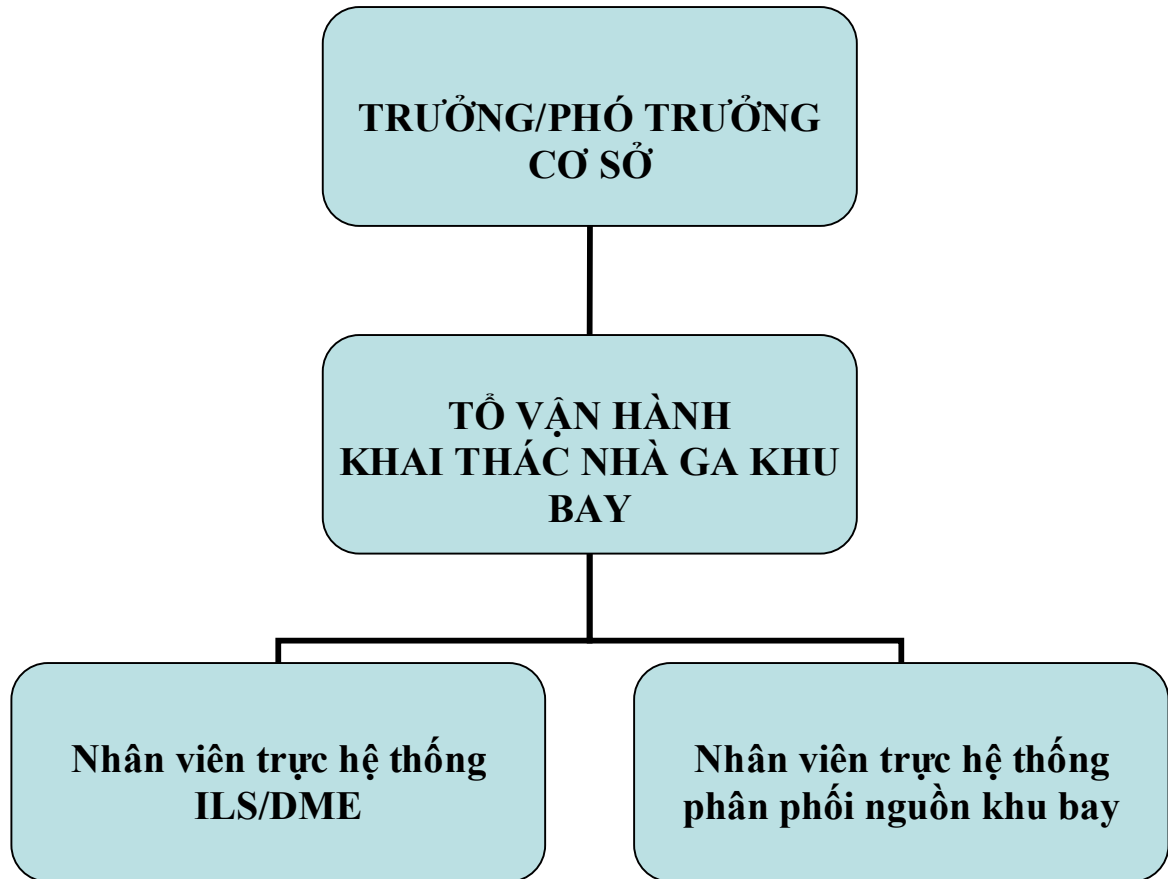 TRƯỞNG/PHÓ TRƯỞNG
CƠ SỞ
TỔ VẬN HÀNH
KHAI THÁC NHÀ GA KHU
BAY
Nhân viên trực hệ thống
ILS/DME
Nhân viên trực hệ thống
phân phối nguồn khu bay